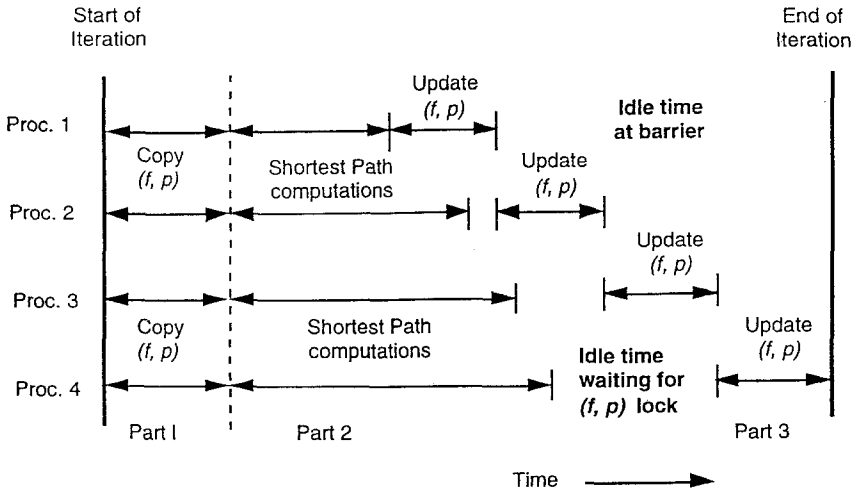 Start of
Iteration
End of
Iteration
Update
(f, p)
Idle time
at barrier
Proc. 1
Copy
(f, p)
Shortest Path
computations
Update
(f, p)
Proc. 2
Update
(f, p)
Proc. 3
Copy
(f, p)
Shortest Path
computations
Idle time
waiting for
(f, p) lock
Update
(f, p)
Proc. 4
Part I
Part 2
Part 3
Time